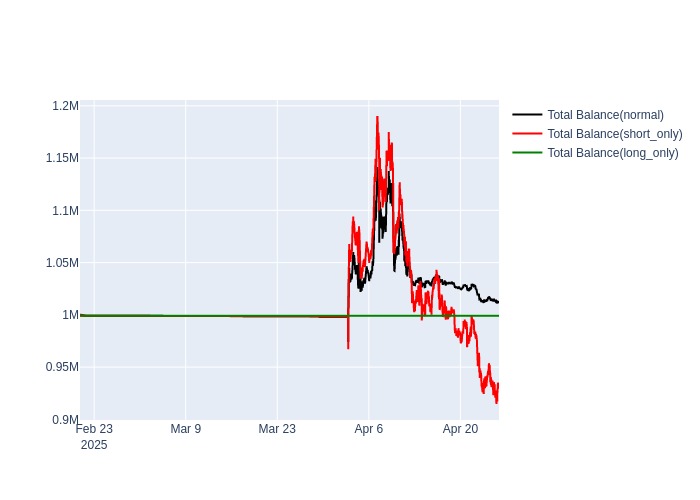 1.2M
1.15M
1.1M
1.05M
1M
0.95M
0.9M
Feb 23
2025
Mar 9
Mar 23
Apr 6
Apr 20
Total Balance(normal)
Total Balance(short_only)
Total Balance(long_only)